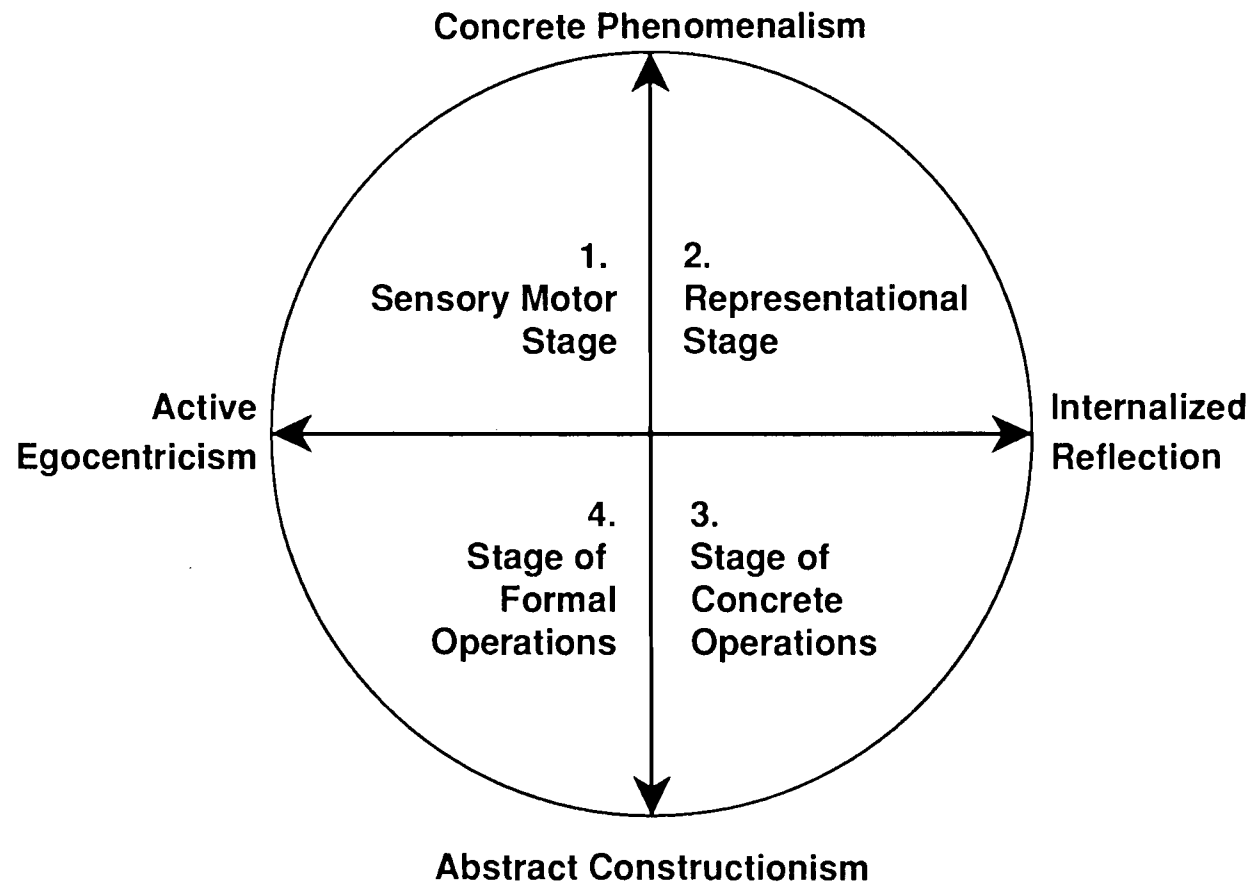 Concrete Phenomenalism
1.
Sensory Motor
Stage
2.
Representational
Stage
Active
Egocentricism
Internalized
Reflection
4.
Stage of
Formal
Operations
3.
Stage of
Concrete
Operations
Abstract Constructionism